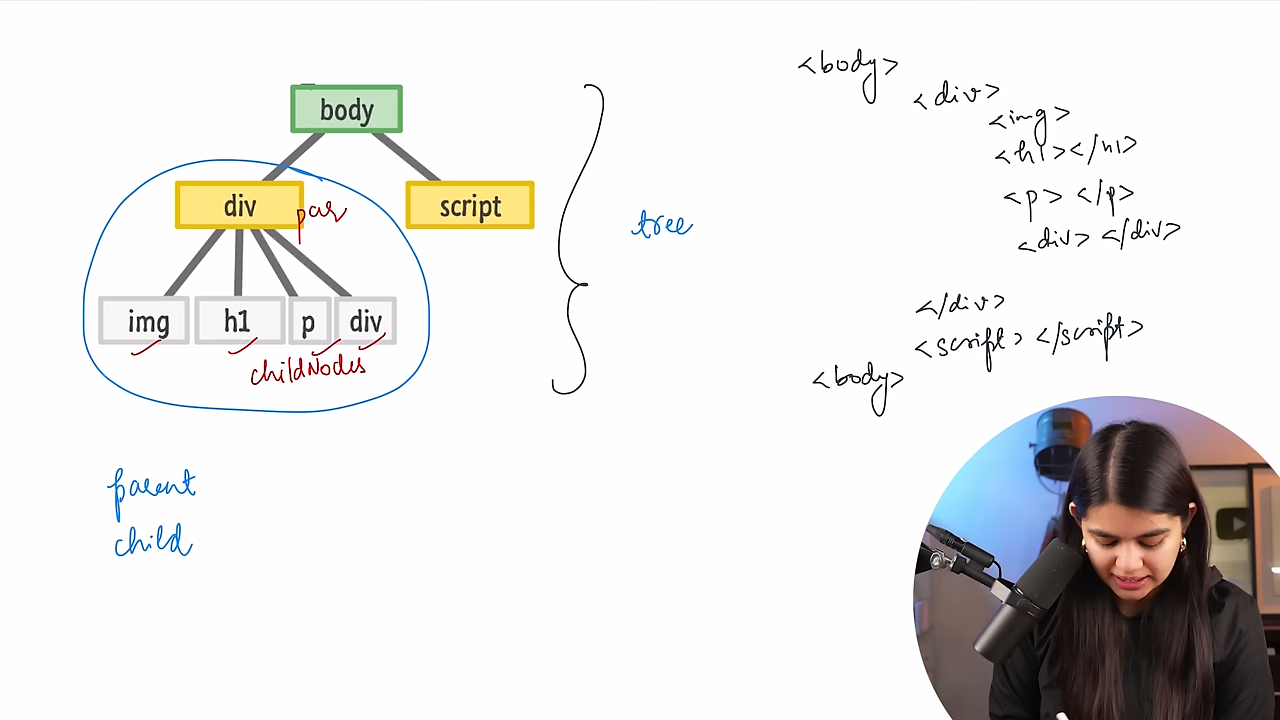 body
div par script
img h1 p div
childNodes
parent
child
tree
<body>
<div>
<img>
<h1></h1>
<p> </p>
<div> </div>
</div>
<script> </script>
<body>